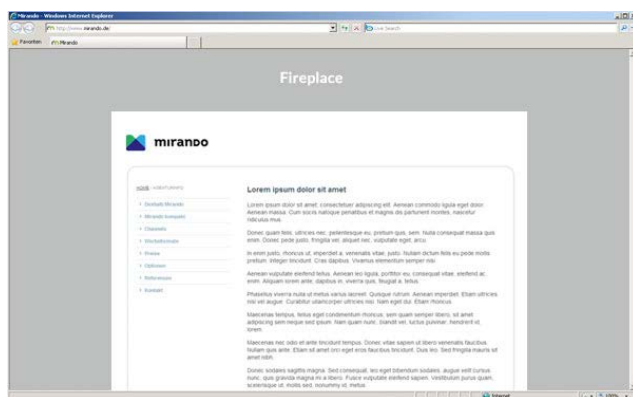 Mirando - Windows Internet Explorer
http://www.mirando.de/
Live Search
Favoriten
Mirando
Fireplace
mirando
HOME
Lorem ipsum dolor sit amet
Lorem ipsum dolor sit amet, consectetuer adipiscing elit. Aenean commodo ligula eget dolor.
Aenean massa. Cum sociis natoque penatibus et magnis dis parturient montes, nascetur
ridiculus mus.
Channels
Donec quam felis, ultricies nec, pellentesque eu, pretium quis, sem. Nulla consequat massa quis
enim. Donec pede justo, fringilla vel, aliquet nec, vulputate eget, arcu.
Presse
In enim justo, rhoncus ut, imperdiet a, venenatis vitae, justo. Nullam dictum felis eu pede mollis
pretium. Integer tincidunt. Cras dapibus. Vivamus elementum semper nisi.
Referenzen
Kontakt
Aenean vulputate eleifend tellus. Aenean leo ligula, porttitor eu, consequat vitae, eleifend ac,
enim. Aliquam lorem ante, dapibus in, viverra quis, feugiat a, tellus.
Phasellus viverra nulla ut metus varius laoreet. Quisque rutrum. Aenean imperdiet. Etiam ultricies
nisi vel augue. Curabitur ullamcorper ultricies nisi. Nam eget dui. Etiam rhoncus.
Maecenas tempus, tellus eget condimentum rhoncus, sem quam semper libero, sit amet
adipiscing sem neque sed ipsum. Nam quam nunc, blandit vel, luctus pulvinar, hendrerit id,
lorem.
Maecenas nec odio et ante tincidunt tempus. Donec vitae sapien ut libero venenatis faucibus.
Nullam quis ante. Etiam sit amet orci eget eros faucibus tincidunt. Duis leo. Sed fringilla mauris sit
amet nibh.
Donec sodales sagittis magna. Sed consequat, leo eget bibendum sodales, augue velit cursus
nunc, quis gravida magna mi a libero. Fusce vulputate eleifend sapien. Vestibulum purus quam,
scelerisque ut, mollis sed, nonummy id, metus.
Internet
100%